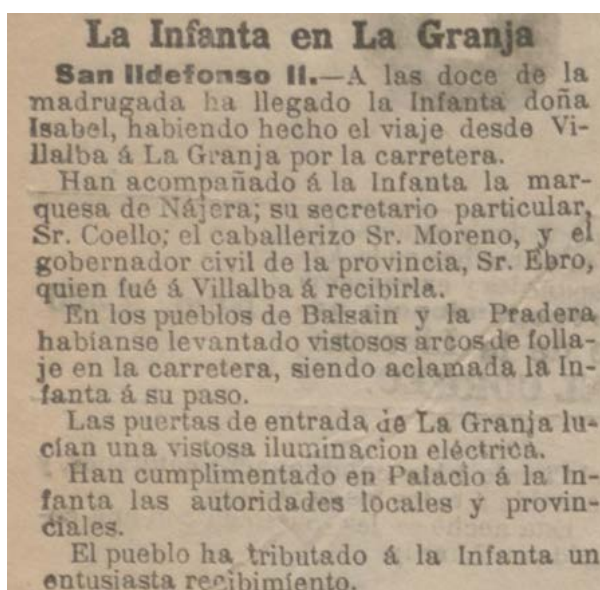 La Infanta en La Granja
San Ildefonso 11.—A las doce de la
madrugada ha llegado la Infanta doña
Isabel, habiendo hecho el viaje desde Vi-
llalba á La Granja por la carretera.
Han acompañado á la Infanta la mar-
quesa de Nájera; su secretario particular,
Sr. Coello; el caballerizo Sr. Moreno, y el
gobernador civil de la provincia, Sr. Ebro,
quien fué á Villalba á recibirla.
En los pueblos de Balsain y la Pradera
habíanse levantado vistosos arcos de folla-
je en la carretera, siendo aclamada la In-
fanta á su paso.
Las puertas de entrada de La Granja lu-
cían una vistosa iluminacion eléctrica.
Han cumplimentado en Palacio á la In-
fanta las autoridades locales y provin-
ciales.
El pueblo ha tributado á la Infanta un
entusiasta recibimiento.